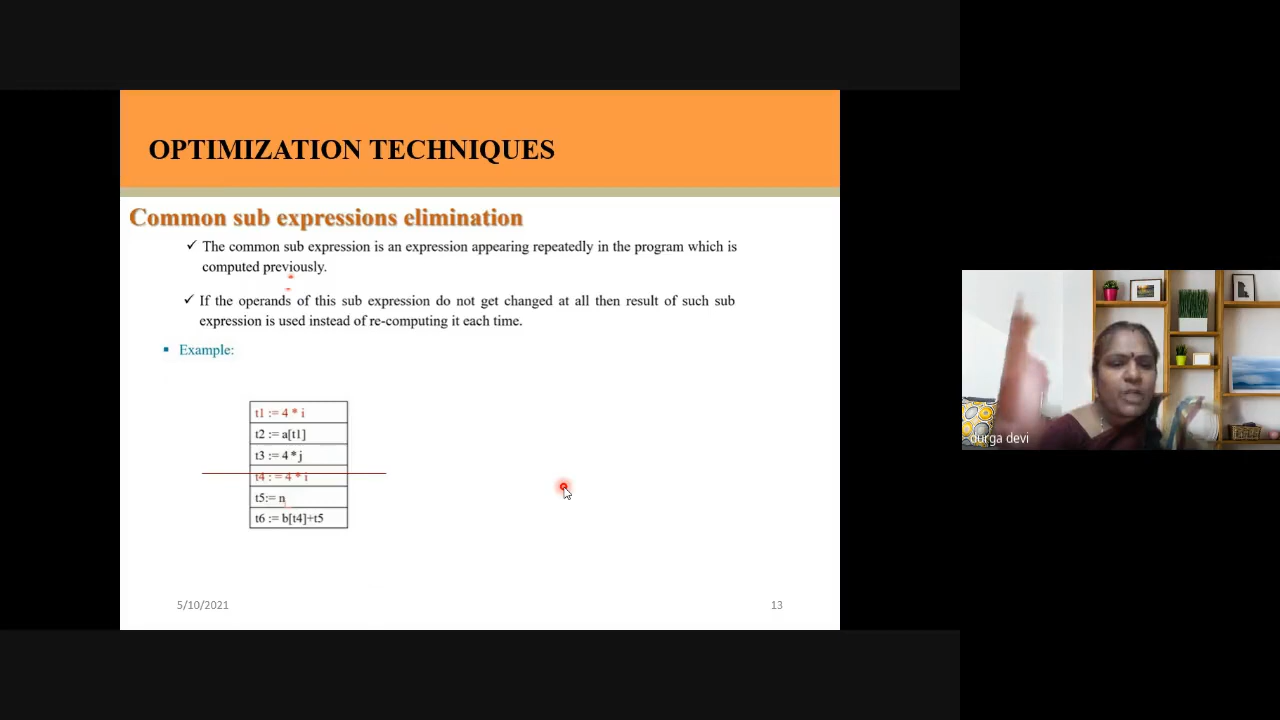 OPTIMIZATION TECHNIQUES
Common sub expressions elimination
✓ The common sub expression is an expression appearing repeatedly in the program which is
computed previously.
✓ If the operands of this sub expression do not get changed at all then result of such sub
expression is used instead of re-computing it each time.
▪ Example:
t1 := 4 * i
t2 := a[t1]
t3 := 4 * j
t4 : = 4 * i
t5:= n
t6 := b[t4]+t5
5/10/2021
13
durga devi